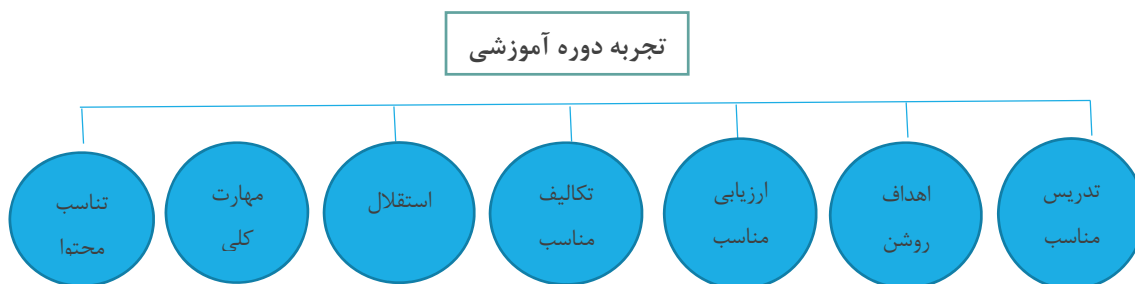 تجربه دوره آموزشی
تدریس
مناسب
اهداف
روشن
ارزیابی
مناسب
تکالیف
مناسب
استقلال
مهارت
کلی
تناسب
محتوا